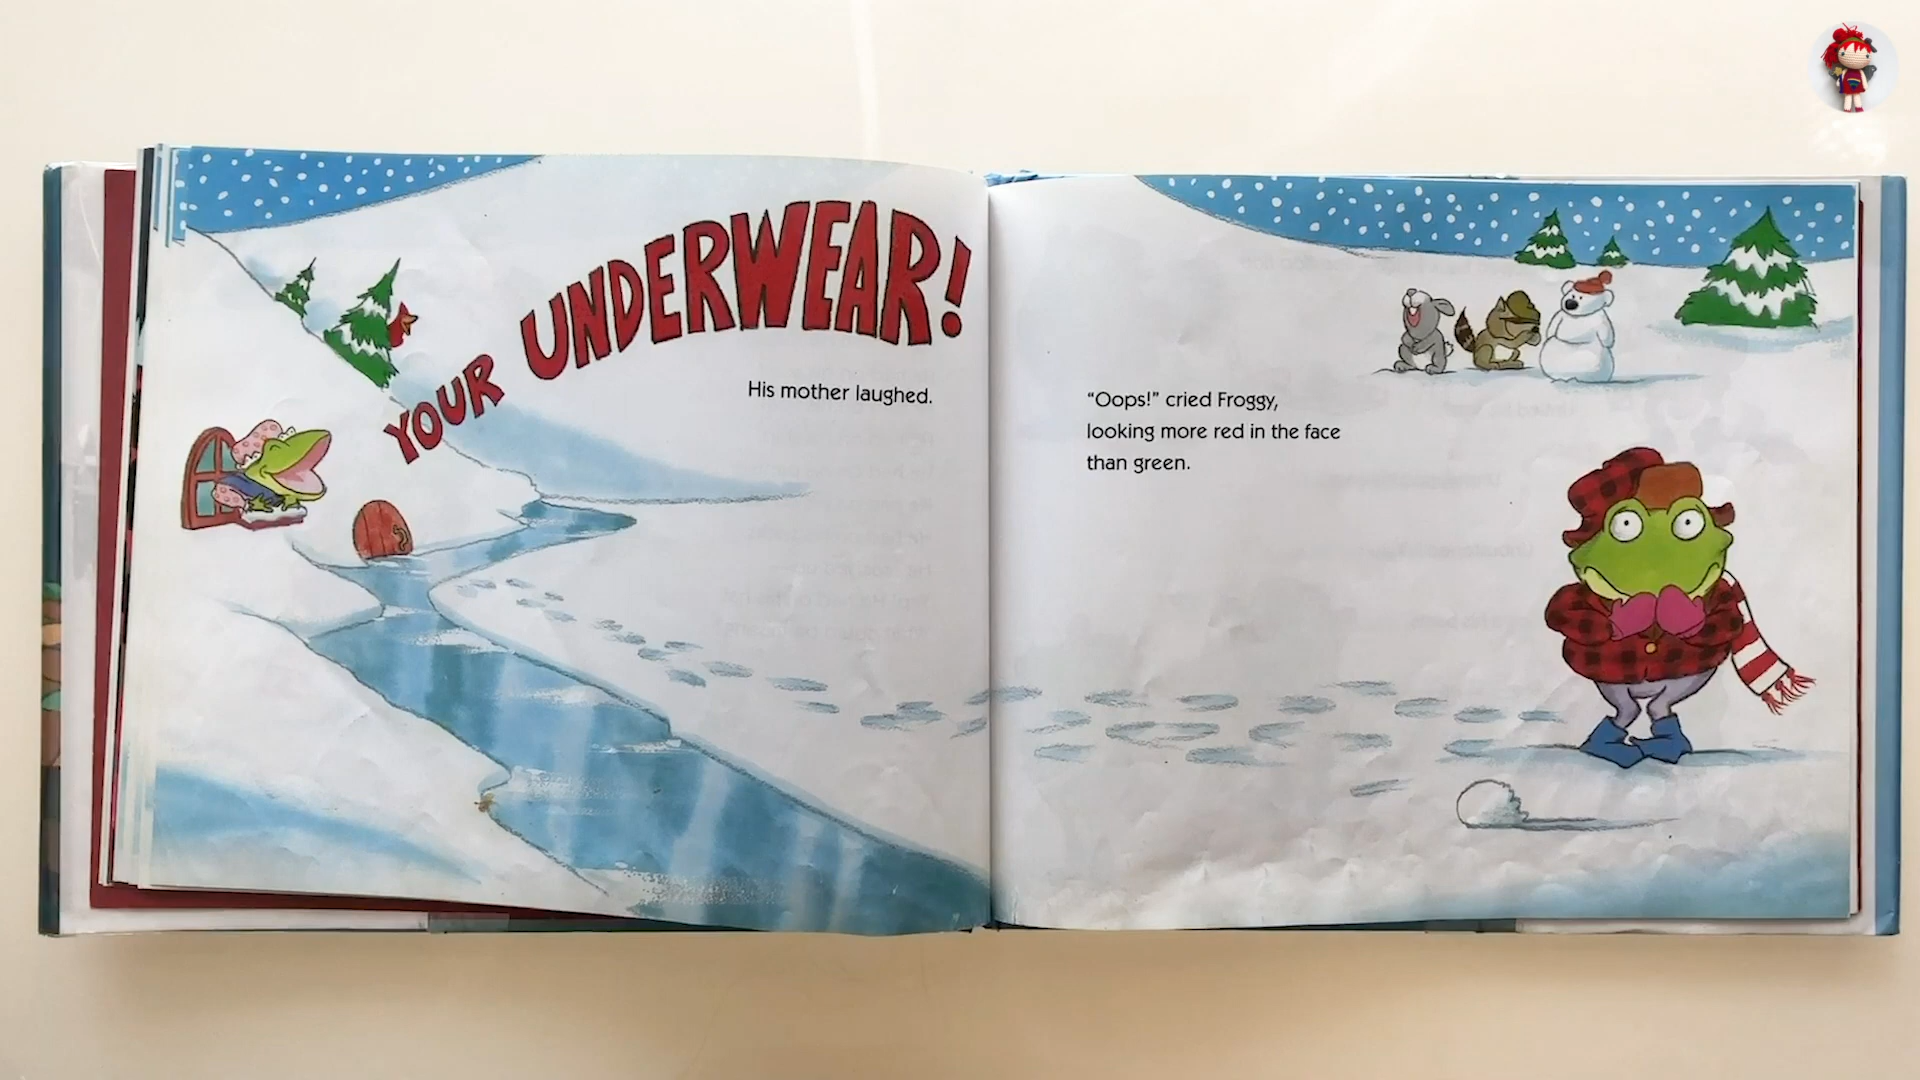 YOUR UNDERWEAR!
His mother laughed.
“Oops!” cried Froggy,
looking more red in the face
than green.